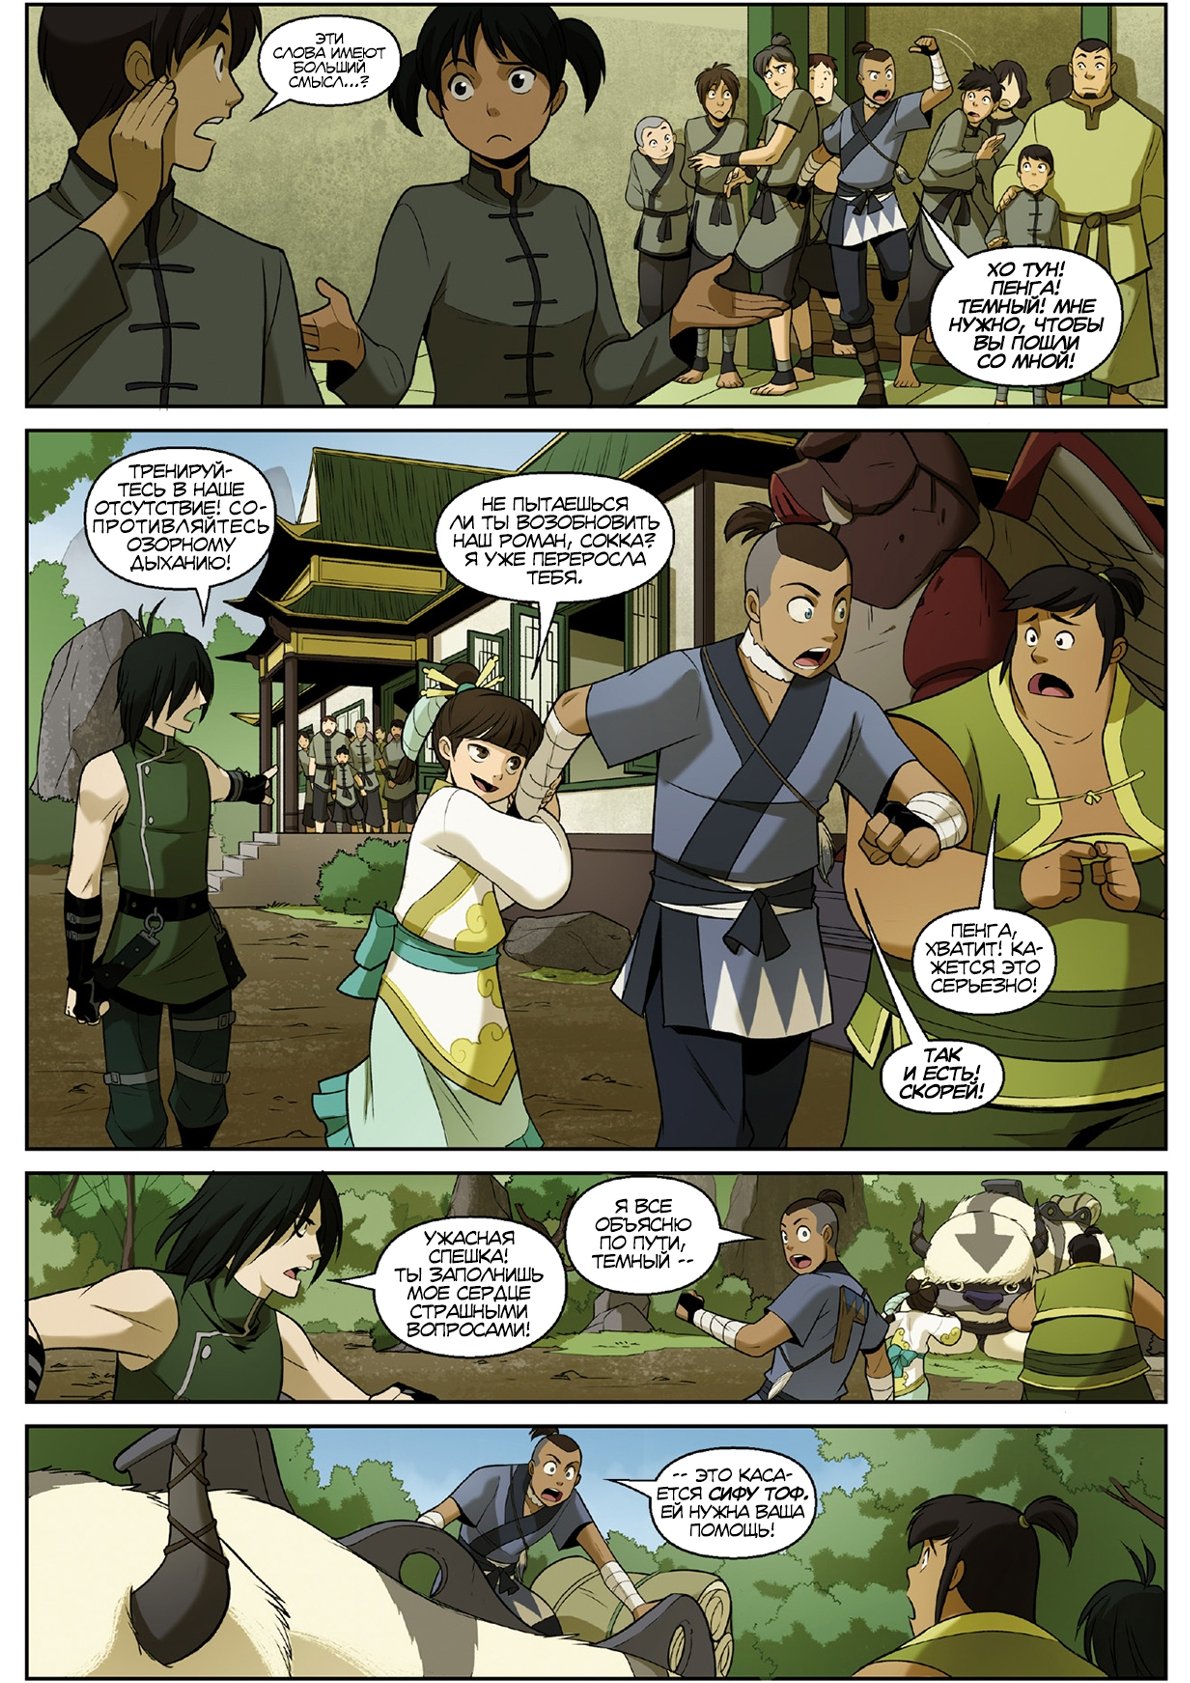 ЭТИ
СЛОВА ИМЕЮТ
БОЛЬШИЙ
СМЫСЛ...?
ХО ТУН!
ПЕНГА!
ТЕМНЫЙ! МНЕ
НУЖНО, ЧТОБЫ
ВЫ ПОШЛИ
СО МНОЙ!
ТРЕНИРУЙ-
ТЕСЬ В НАШЕ
ОТСУТСТВИЕ! СО-
ПРОТИВЛЯЙТЕСЬ
ОЗОРНОМУ
ДЫХАНИЮ!
НЕ ПЫТАЕШЬСЯ
ЛИ ТЫ ВОЗОБНОВИТЬ
НАШ РОМАН, СОККА?
Я УЖЕ ПЕРЕРОСЛА
ТЕБЯ.
ПЕНГА,
ХВАТИТ! КА-
ЖЕТСЯ ЭТО
СЕРЬЕЗНО!
ТАК
И ЕСТЬ!
СКОРЕЙ!
УЖАСНАЯ
СПЕШКА!
ТЫ ЗАПОЛНИШЬ
МОЕ СЕРДЦЕ
СТРАШНЫМИ
ВОПРОСАМИ!
Я ВСЕ
ОБЪЯСНЮ
ПО ПУТИ,
ТЕМНЫЙ --
-- ЭТО КАСА-
ЕТСЯ СИФУ ТОФ.
ЕЙ НУЖНА ВАША
ПОМОЩЬ!